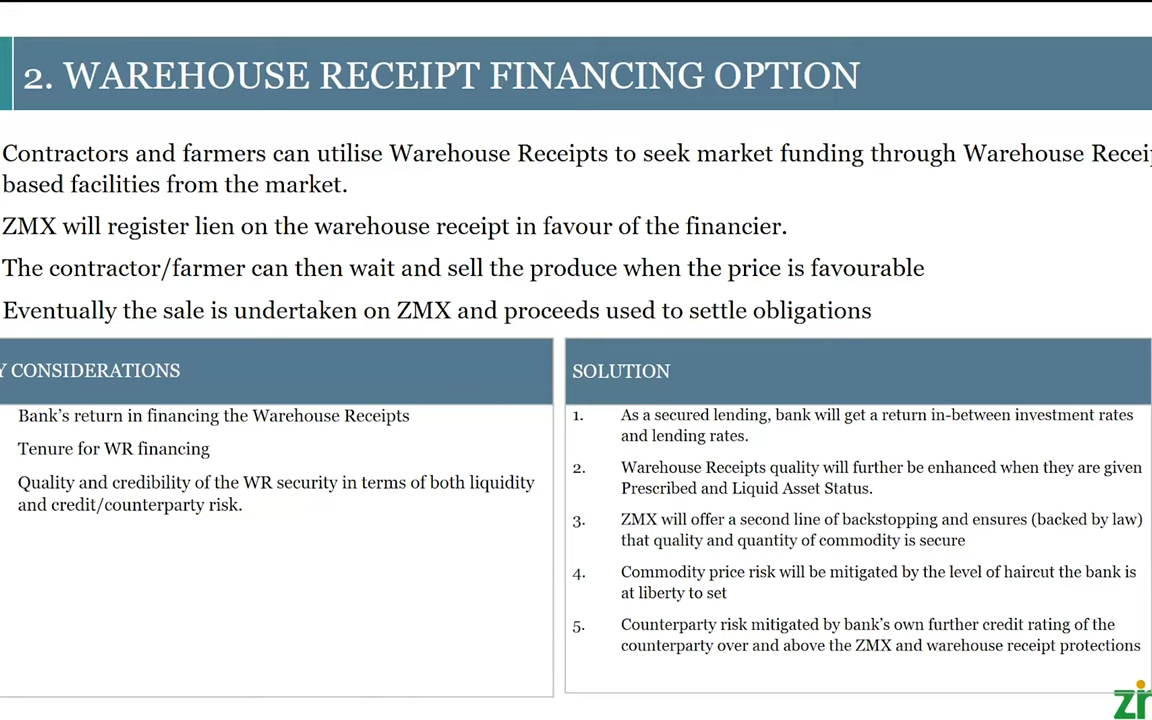 2. WAREHOUSE RECEIPT FINANCING OPTION
Contractors and farmers can utilise Warehouse Receipts to seek market funding through Warehouse
based facilities from the market.
ZMX will register lien on the warehouse receipt in favour of the financier.
The contractor/farmer can then wait and sell the produce when the price is favourable
Eventually the sale is undertaken on ZMX and proceeds used to settle obligations
CONSIDERATIONS
Bank's return in financing the Warehouse Receipts
Tenure for WR financing
Quality and credibility of the WR security in terms of both liquidity
and credit/counterparty risk.
SOLUTION
1. As a secured lending, bank will get a return in-between investment rates
and lending rates.
2. Warehouse Receipts quality will further be enhanced when they are given
Prescribed and Liquid Asset Status.
3. ZMX will offer a second line of backstopping and ensures (backed by law)
that quality and quantity of commodity is secure
4. Commodity price risk will be mitigated by the level of haircut the bank is
at liberty to set
5. Counterparty risk mitigated by bank's own further credit rating of the
counterparty over and above the ZMX and warehouse receipt protections